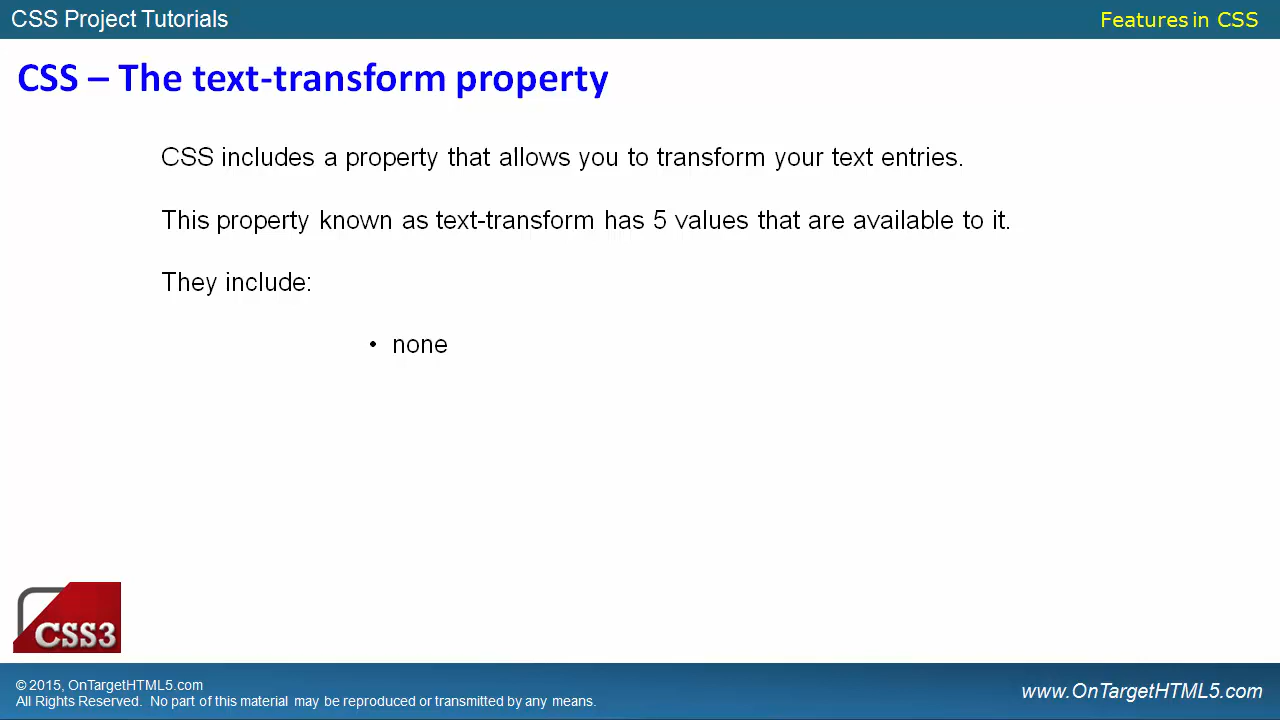 CSS Project Tutorials
Features in CSS
CSS – The text-transform property
CSS includes a property that allows you to transform your text entries.
This property known as text-transform has 5 values that are available to it.
They include:
• none
CSS3
© 2015, OnTargetHTML5.com
All Rights Reserved. No part of this material may be reproduced or transmitted by any means.
www.OnTargetHTML5.com